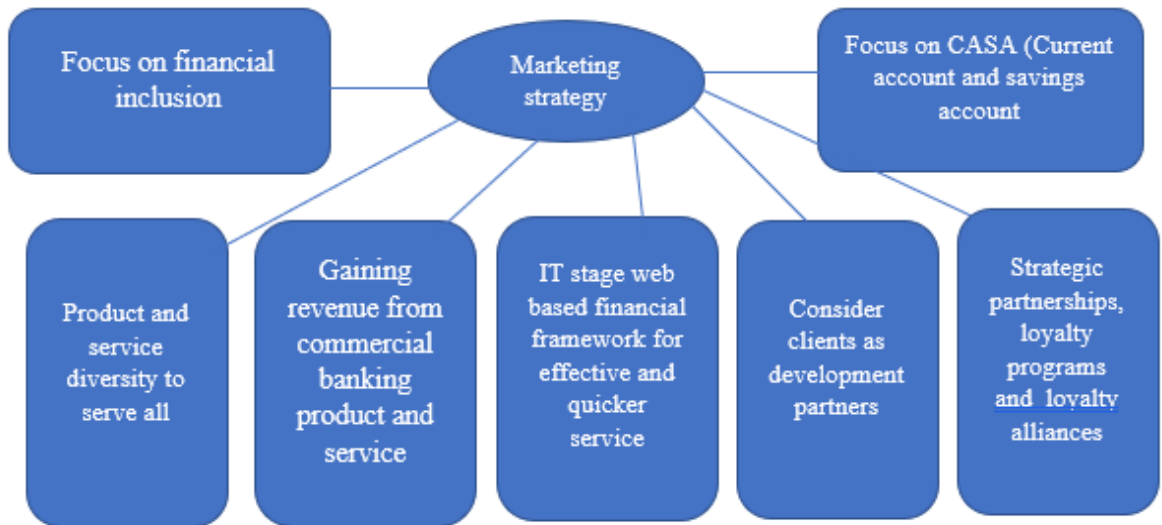 Focus on financial
inclusion
Marketing
strategy
Focus on CASA (Current
account and savings
account
Product and
service
diversity to
serve all
Gaining
revenue from
commercial
banking
product and
service
IT stage web
based financial
framework for
effective and
quicker
service
Consider
clients as
development
partners
Strategic
partnerships,
loyalty
programs
and  loyalty
alliances